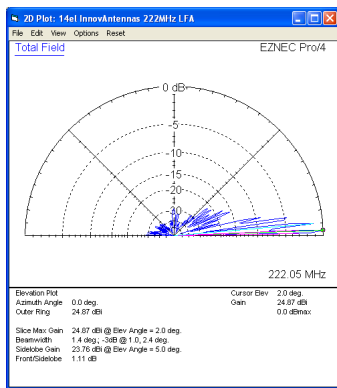 2D Plot: 14el InnovAntennas 222MHz LFA
File Edit View Options Reset
Total Field
EZNEC Pro/4
0 dB
-5
-10
-15
-20
-30
222.05 MHz
Elevation Plot
Cursor Elev 2.0 deg.
Azimuth Angle 0.0 deg.
Gain 24.87 dBi
Outer Ring 24.87 dBi
0.0 dBmax
Slice Max Gain 24.87 dBi @ Elev Angle = 2.0 deg.
Beamwidth 1.4 deg.; -3dB @ 1.0, 2.4 deg.
Sidelobe Gain 23.76 dBi @ Elev Angle = 5.0 deg.
Front/Sidelobe 1.11 dB